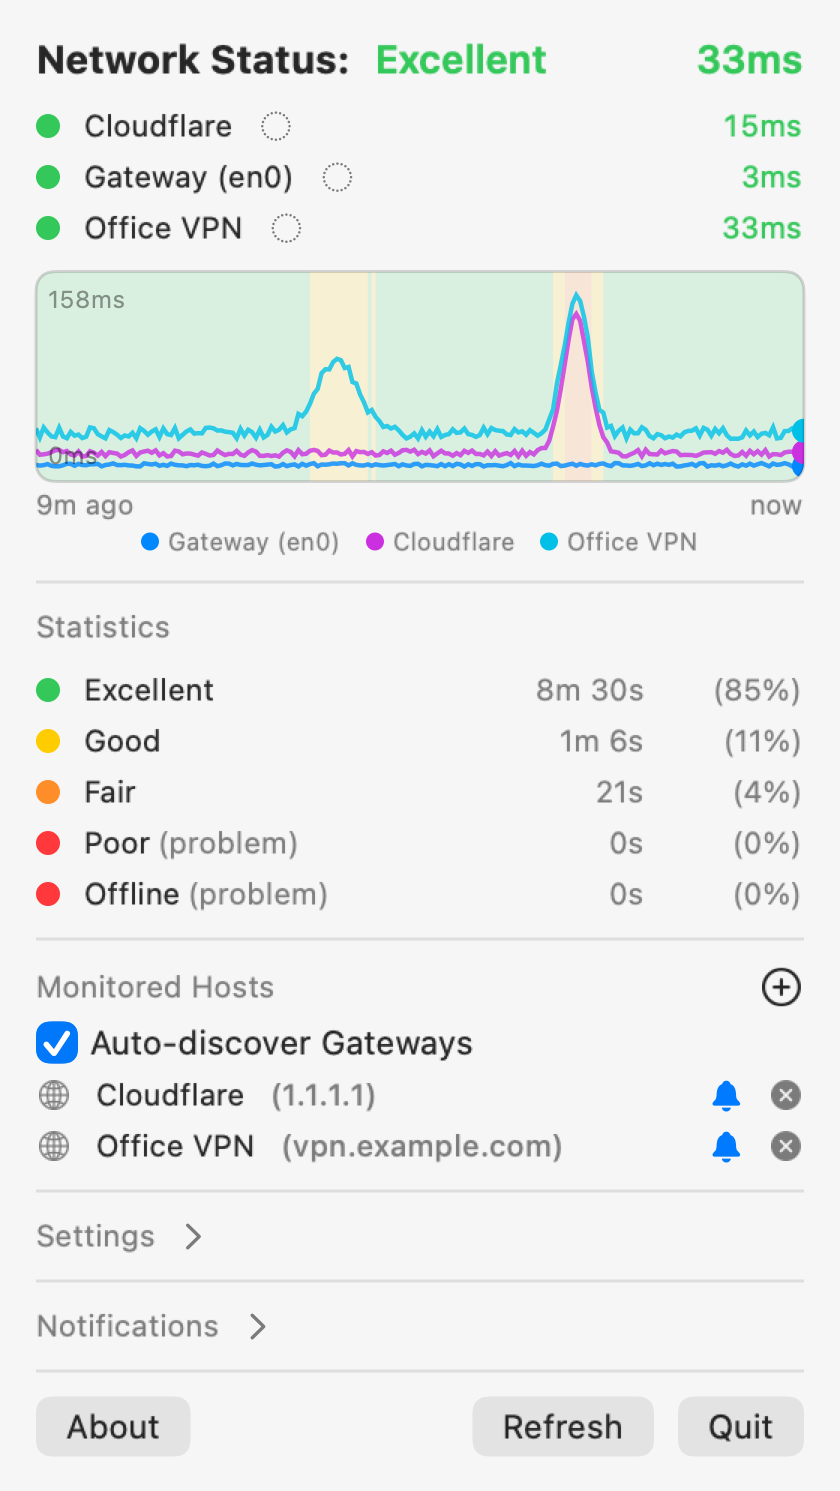 Network Status: Excellent 33ms
Cloudflare 15ms
Gateway (en0) 3ms
Office VPN 33ms
158ms
0ms
9m ago now
Gateway (en0) Cloudflare Office VPN
Statistics
Excellent 8m 30s (85%)
Good 1m 6s (11%)
Fair 21s (4%)
Poor (problem) 0s (0%)
Offline (problem) 0s (0%)
Monitored Hosts
Auto-discover Gateways
Cloudflare (1.1.1.1)
Office VPN (vpn.example.com)
Settings
Notifications
About Refresh Quit